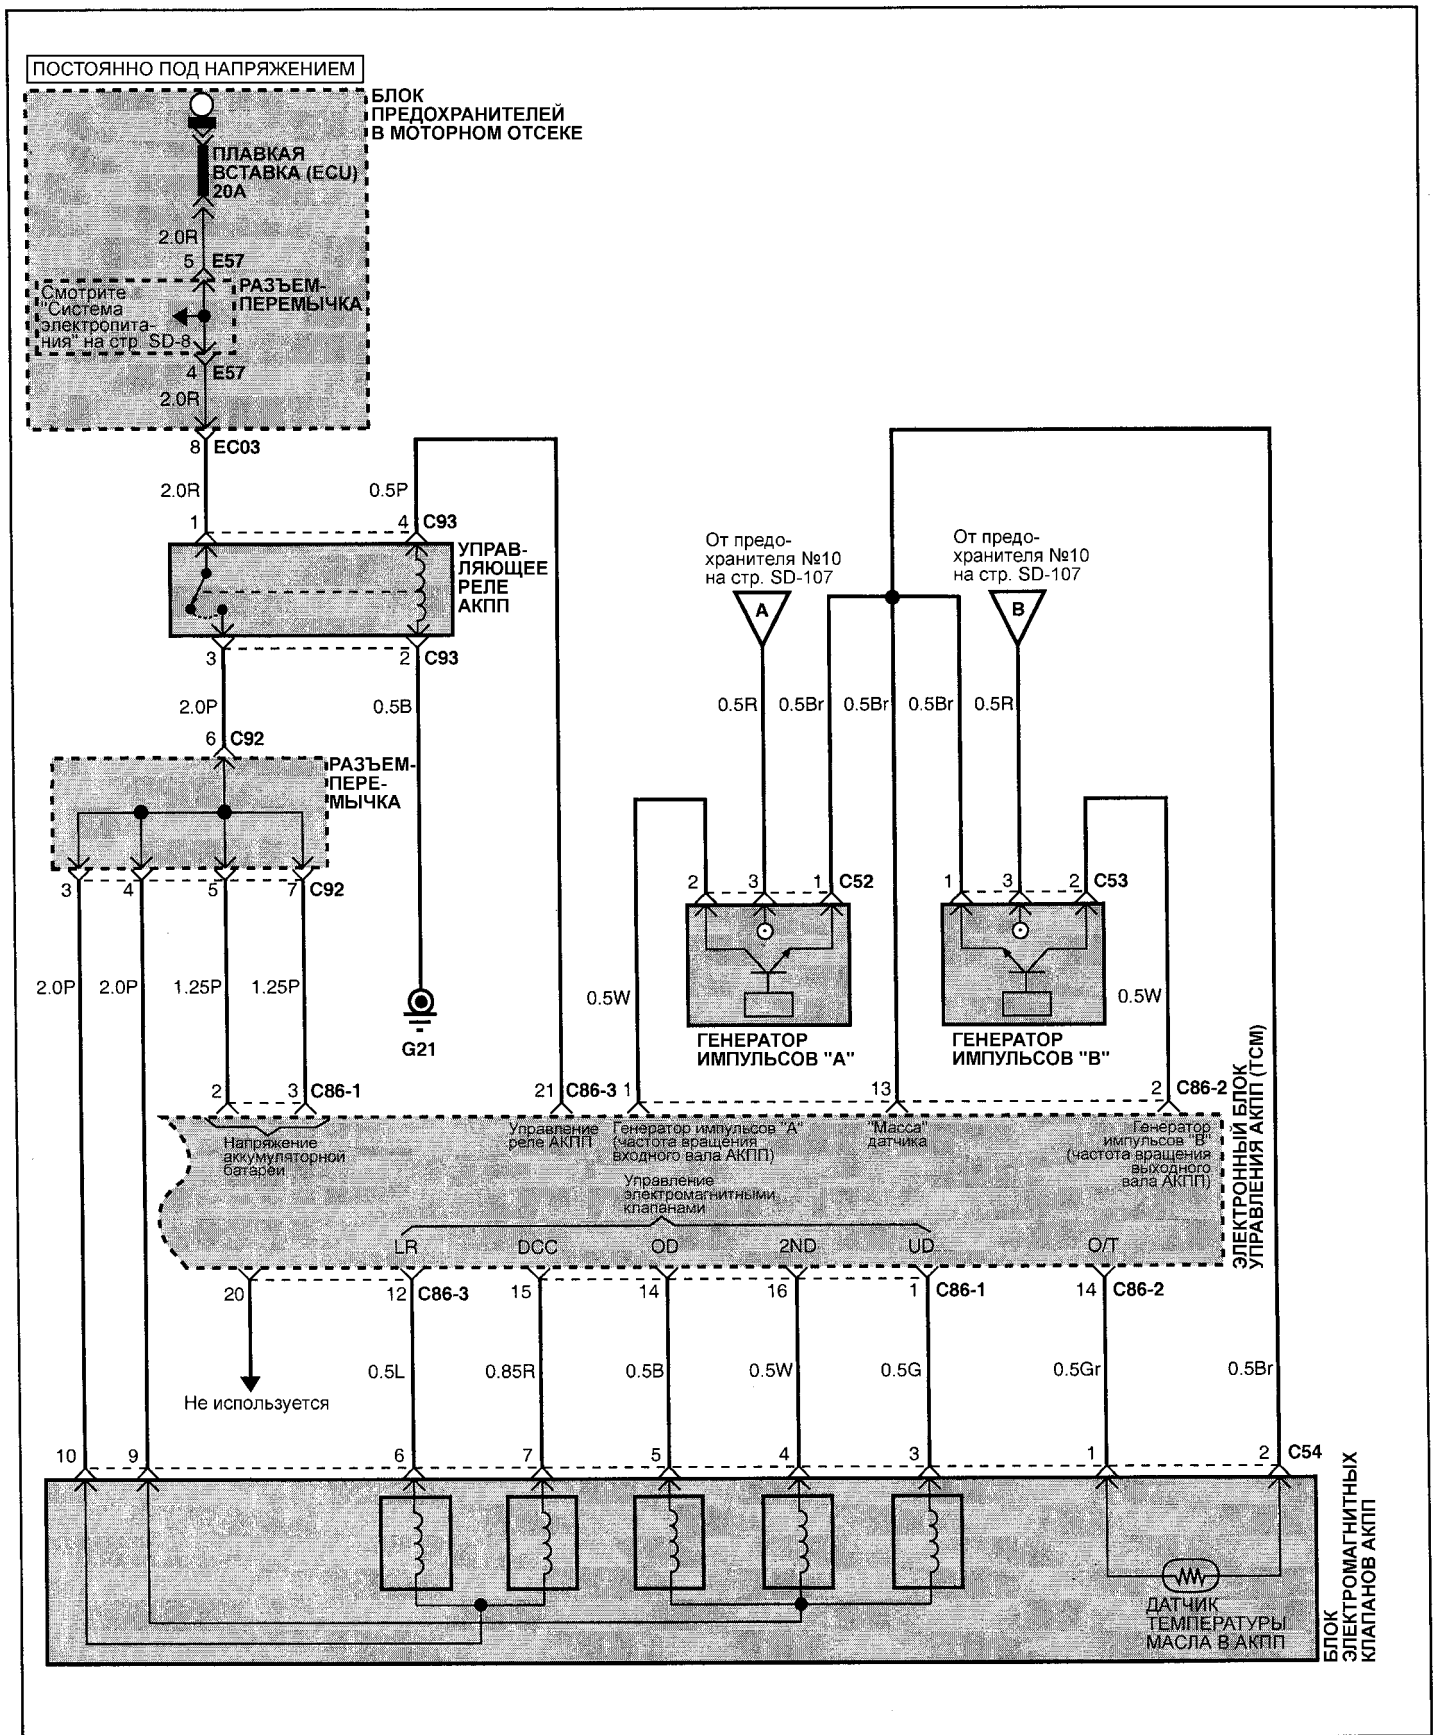 ПОСТОЯННО ПОД НАПРЯЖЕНИЕМ
БЛОК
ПРЕДОХРАНИТЕЛЕЙ
В МОТОРНОМ ОТСЕКЕ
ПЛАВКАЯ
ВСТАВКА (ECU)
20A
2.0R
5 E57
РАЗЪЕМ-
ПЕРЕМЫЧКА
Смотрите
"Система
электропита-
ния" на стр. SD-8
4 E57
2.0R
8 EC03
2.0R 0.5P
1 4 C93
УПРАВ-
ЛЯЮЩЕЕ
РЕЛЕ
АКПП
3 2 C93
2.0P 0.5B
6 C92
РАЗЪЕМ-
ПЕРЕ-
МЫЧКА
3 4 5 7 C92
2.0P 2.0P 1.25P 1.25P
G21
От предо-
хранителя №10
на стр. SD-107
A
От предо-
хранителя №10
на стр. SD-107
B
0.5R 0.5Br 0.5Br 0.5Br 0.5R
2 3 1 C52
1 3 2 C53
0.5W
0.5W
ГЕНЕРАТОР
ИМПУЛЬСОВ "A"
ГЕНЕРАТОР
ИМПУЛЬСОВ "B"
2 3 C86-1 21 C86-3 1 13 2 C86-2
Напряжение
аккумуляторной
батареи
Управление
реле АКПП
Генератор импульсов "A"
(частота вращения
входного вала АКПП)
"Масса"
датчика
Генератор
импульсов "B"
(частота вращения
выходного
вала АКПП)
Управление
электромагнитными
клапанами
LR DCC OD 2ND UD O/T
ЭЛЕКТРОННЫЙ БЛОК
УПРАВЛЕНИЯ АКПП (TCM)
20 12 C86-3 15 14 16 1 C86-1 14 C86-2
0.5L 0.85R 0.5B 0.5W 0.5G 0.5Gr 0.5Br
Не используется
10 9 6 7 5 4 3 1 2 C54
ДАТЧИК
ТЕМПЕРАТУРЫ
МАСЛА В АКПП
БЛОК
ЭЛЕКТРОМАГНИТНЫХ
КЛАПАНОВ АКПП